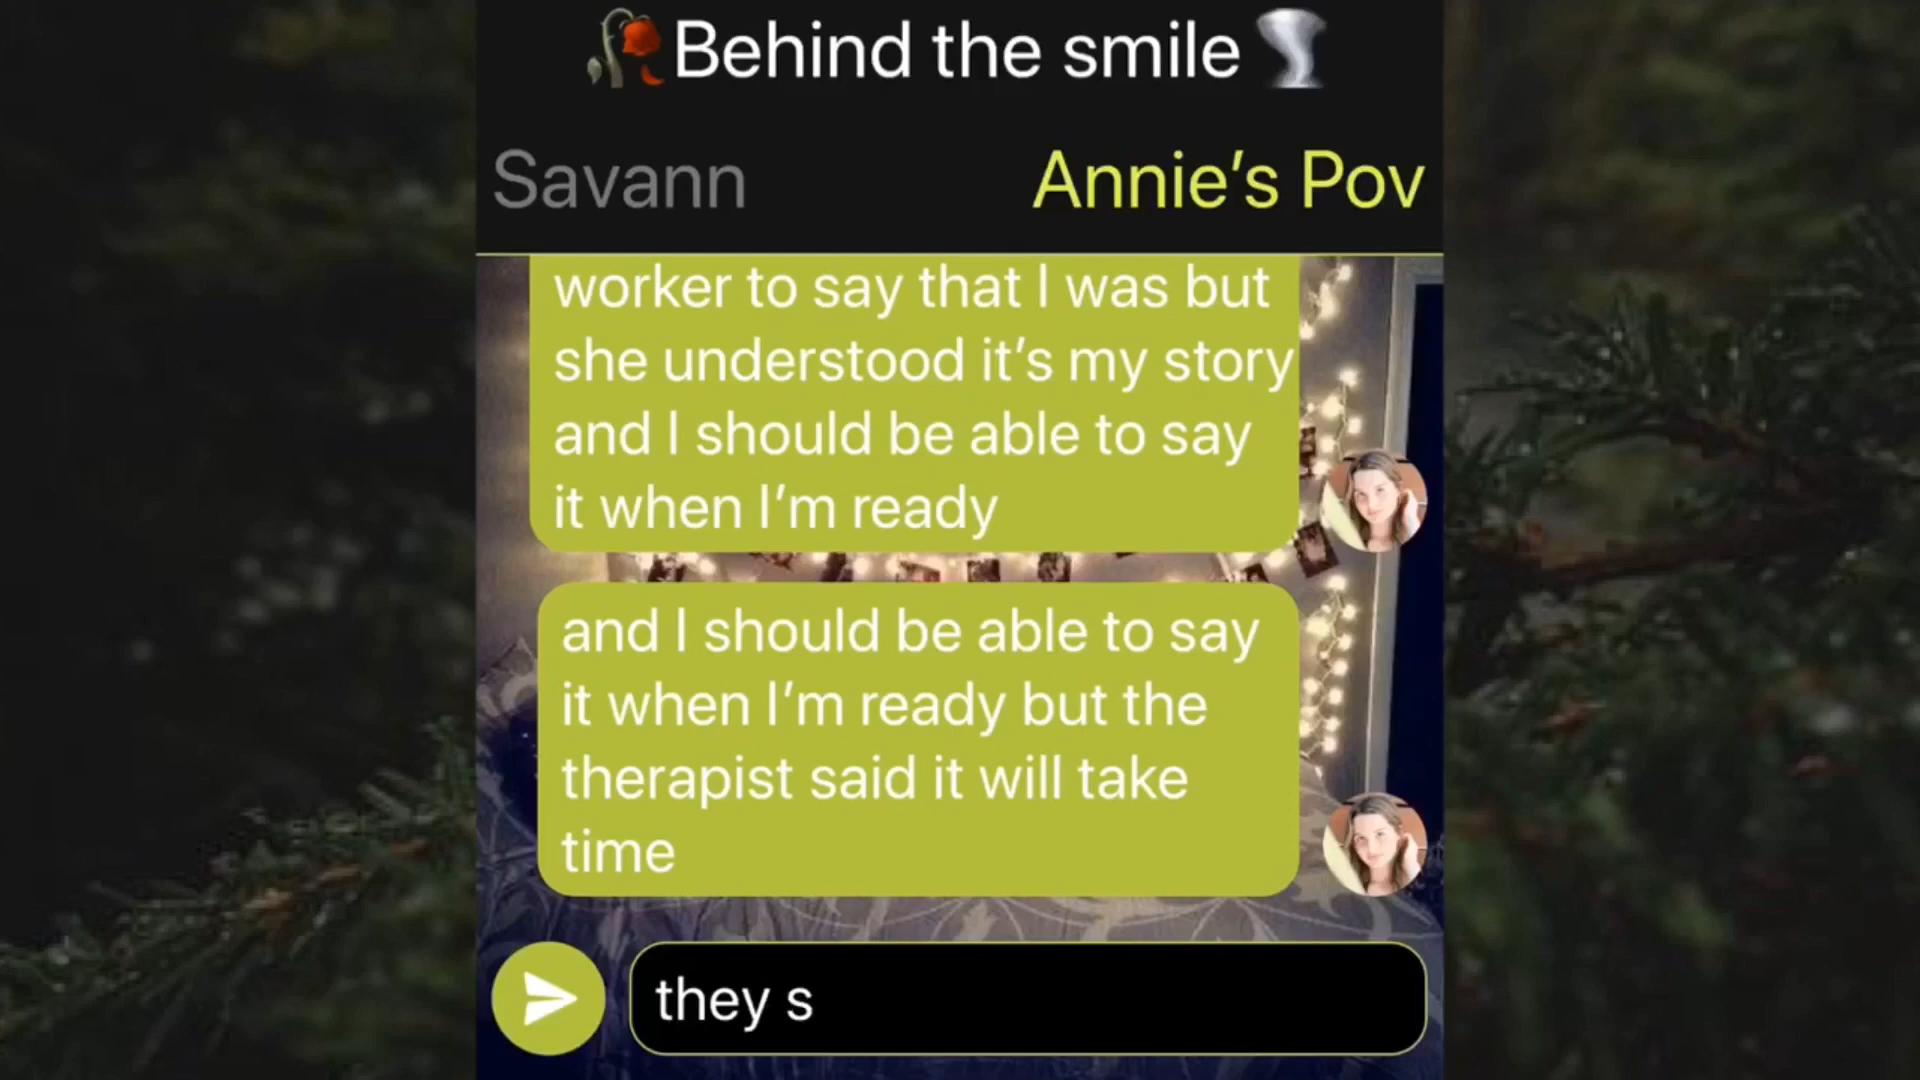 🥀Behind the smile🌪
Savann
Annie’s Pov
worker to say that I was but
she understood it’s my story
and I should be able to say
it when I’m ready
and I should be able to say
it when I’m ready but the
therapist said it will take
time
they s